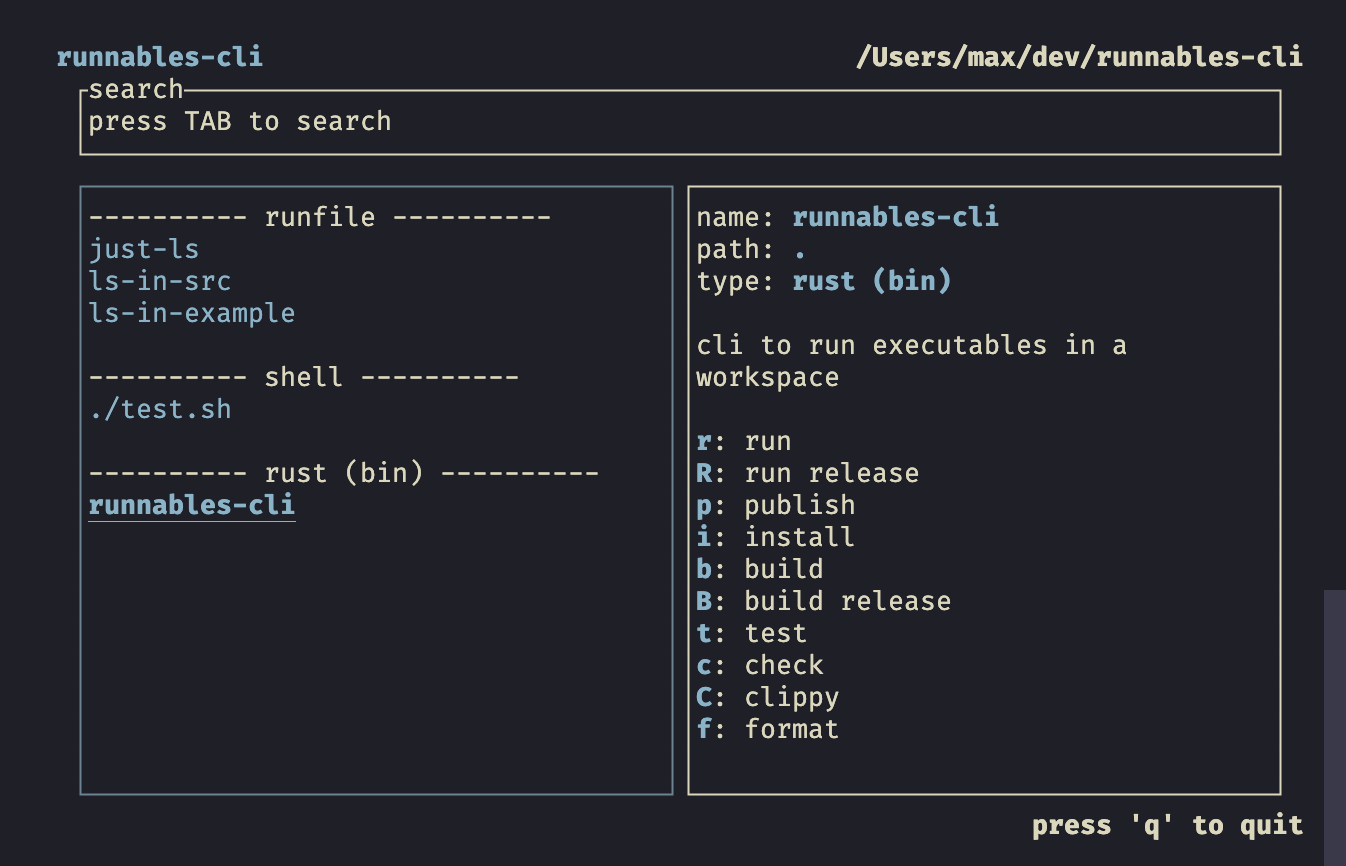 runnables-cli /Users/max/dev/runnables-cli
search
press TAB to search
---------- runfile ----------
just-ls
ls-in-src
ls-in-example
---------- shell ----------
./test.sh
---------- rust (bin) ----------
runnables-cli
name: runnables-cli
path: .
type: rust (bin)
cli to run executables in a
workspace
r: run
R: run release
p: publish
i: install
b: build
B: build release
t: test
c: check
C: clippy
f: format
press 'q' to quit